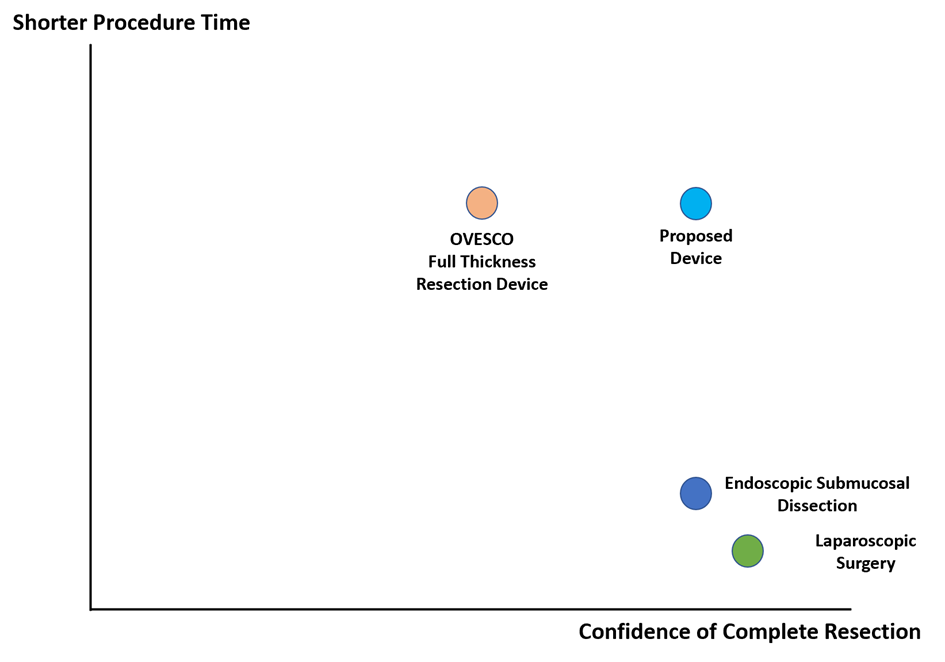 Shorter Procedure Time
OVESCO
Full Thickness
Resection Device
Proposed
Device
Endoscopic Submucosal
Dissection
Laparoscopic
Surgery
Confidence of Complete Resection